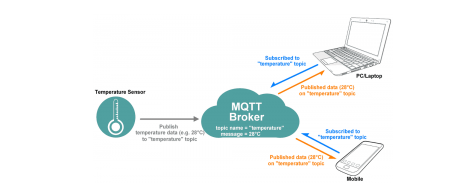 Temperature Sensor
Publish
temperature data (e.g. 28°C)
to "temperature" topic
MQTT
Broker
topic name = "temperature"
message = 28°C
Subscribed to
"temperature" topic
Published data (28°C)
on "temperature" topic
PC/Laptop
Subscribed to
"temperature" topic
Published data (28°C)
on "temperature" topic
Mobile